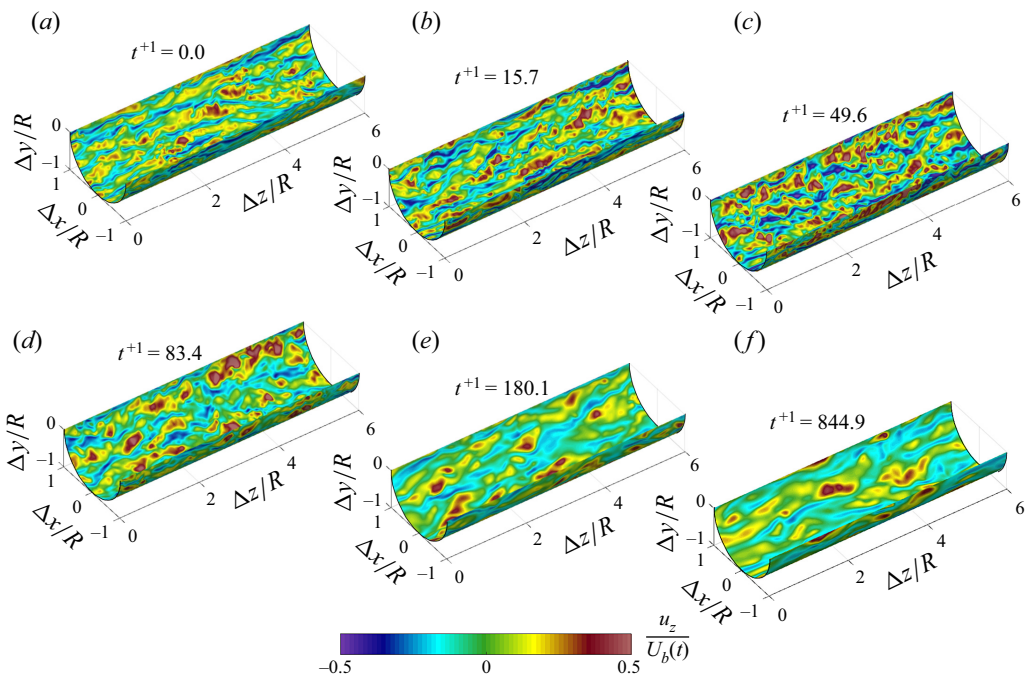 (a)
t⁺¹ = 0.0
Δy/R
0
–1
1
0
–1
Δx/R
0
2
4
6
Δz/R
(b)
t⁺¹ = 15.7
Δy/R
0
–1
1
0
–1
Δx/R
0
2
4
6
Δz/R
(c)
t⁺¹ = 49.6
Δy/R
0
–1
1
0
–1
Δx/R
0
2
4
6
Δz/R
(d)
t⁺¹ = 83.4
Δy/R
0
–1
1
0
–1
Δx/R
0
2
4
6
Δz/R
(e)
t⁺¹ = 180.1
Δy/R
0
–1
1
0
–1
Δx/R
0
2
4
6
Δz/R
(f)
t⁺¹ = 844.9
Δy/R
0
–1
1
0
–1
Δx/R
0
2
4
6
Δz/R
–0.5
0
0.5
u_z
U_b(t)